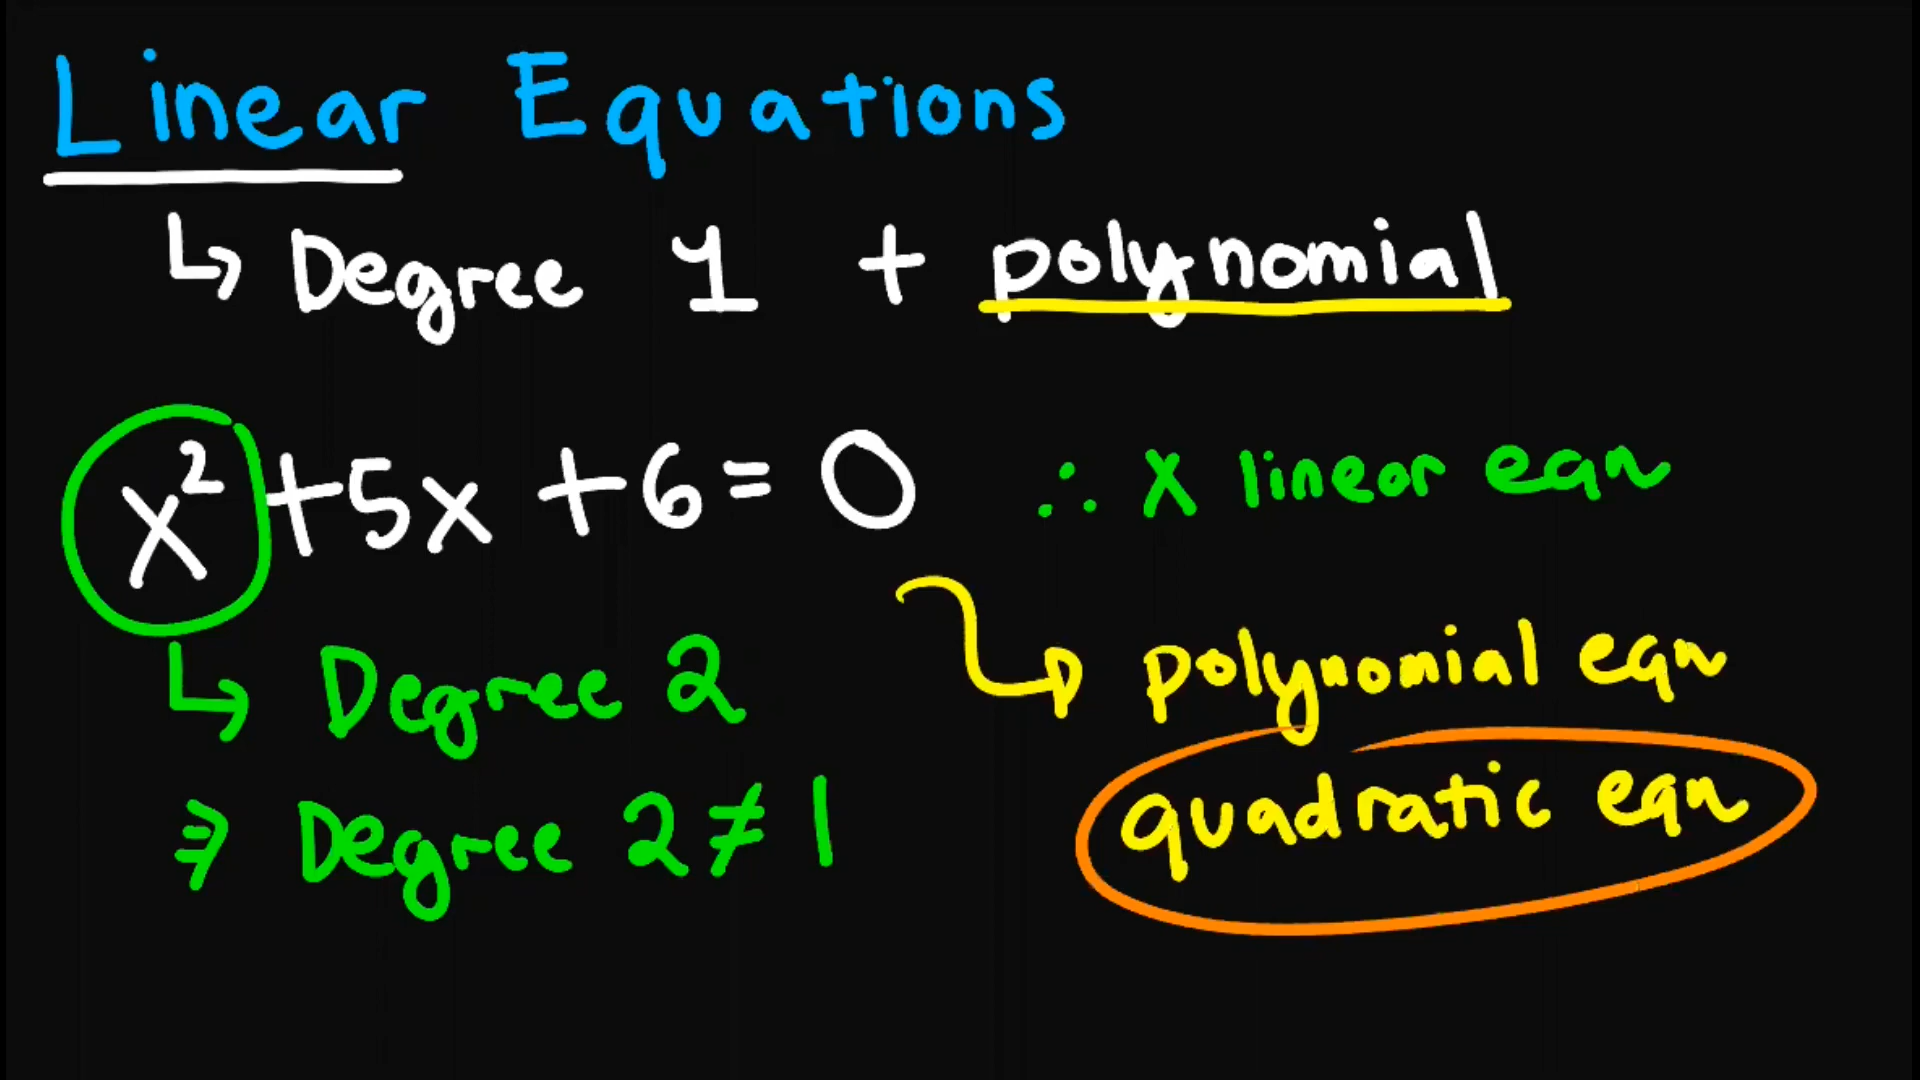 Linear Equations
↳ Degree 1 + polynomial
x²+5x+6=0 ∴ X linear eqn
↳ Degree 2
polynomial eqn
⇒ Degree 2≠1
quadratic eqn